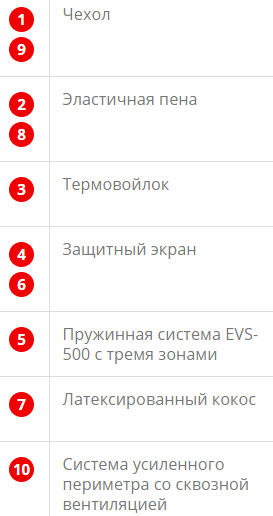 1
Чехол
9
2
Эластичная пена
8
3
Термовойлок
4
Защитный экран
6
5
Пружинная система EVS-
500 с тремя зонами
7
Латексированный кокос
10
Система усиленного
периметра со сквозной
вентиляцией